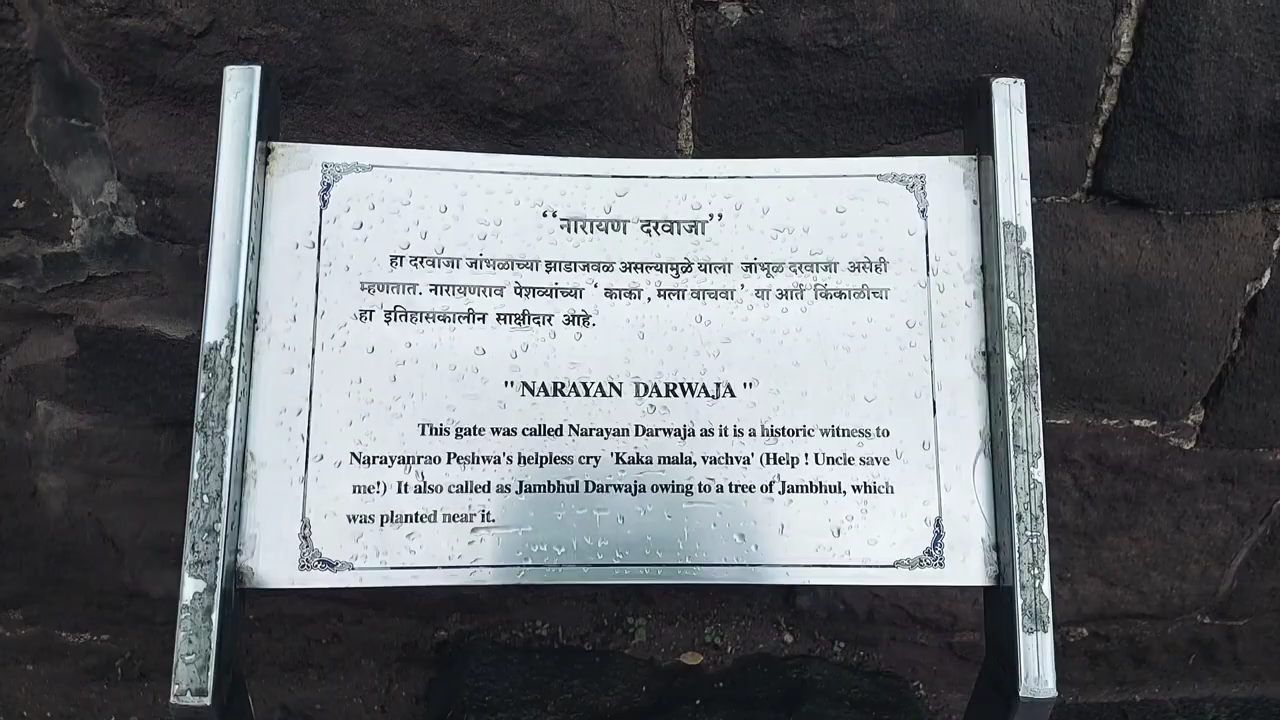 “नारायण दरवाजा”
हा दरवाजा जांभळाच्या झाडाजवळ असल्यामुळे याला जांभूळ दरवाजा असेही
म्हणतात. नारायणराव पेशव्यांच्या ‘ काका , मला वाचवा ’ या आर्त किंकाळीचा
हा इतिहासकालीन साक्षीदार आहे.
" NARAYAN DARWAJA "
This gate was called Narayan Darwaja as it is a historic witness to
Narayanrao Peshwa's helpless cry 'Kaka mala, vachva' (Help ! Uncle save
me!) It also called as Jambhul Darwaja owing to a tree of Jambhul, which
was planted near it.